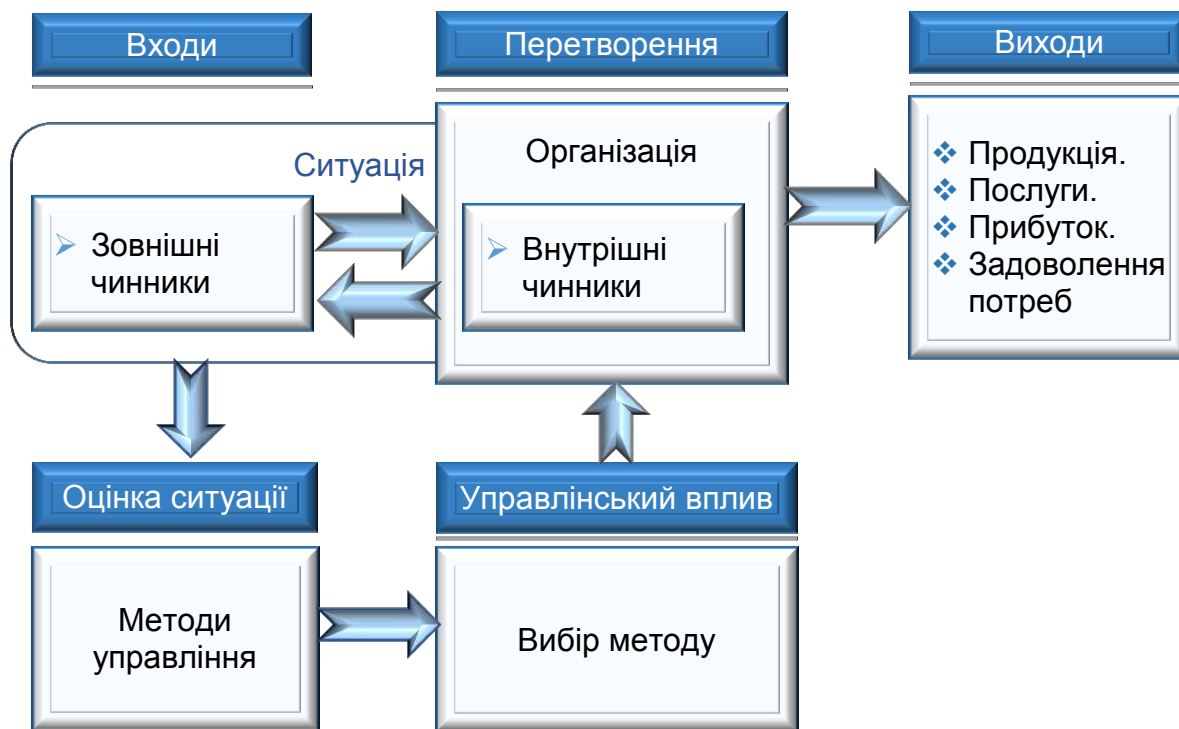 Входи
Перетворення
Виходи
Ситуація
Зовнішні
чинники
Організація
Внутрішні
чинники
Продукція.
Послуги.
Прибуток.
Задоволення
потреб
Оцінка ситуації
Управлінський вплив
Методи
управління
Вибір методу